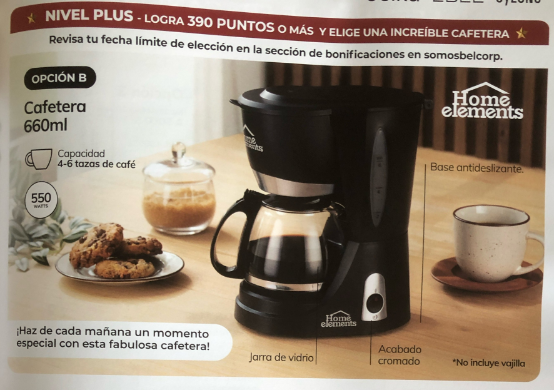 NIVEL PLUS - LOGRA 390 PUNTOS O MÁS Y ELIGE UNA INCREÍBLE CAFETERA
Revisa tu fecha límite de elección en la sección de bonificaciones en somosbelcorp.
OPCIÓN B
Cafetera
660ml
Capacidad
4-6 tazas de café
550
WATTS
Home
elements
Home
elements
Base antideslizante.
Home
elements
¡Haz de cada mañana un momento
especial con esta fabulosa cafetera!
Jarra de vidrio
Acabado
cromado
*No incluye vajilla